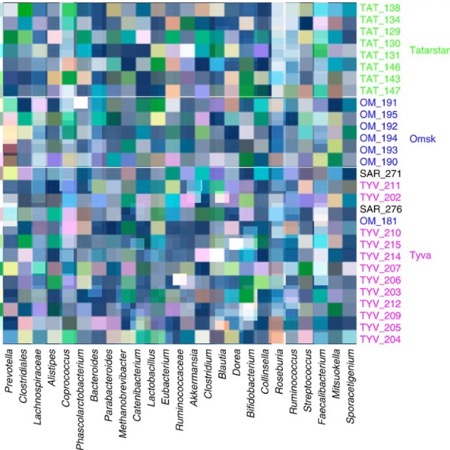 TAT_138
TAT_134
TAT_129
TAT_130
TAT_131
TAT_146
TAT_143
TAT_147
Tatarstar
OM_191
OM_195
OM_192
OM_194
OM_193
OM_190
Omsk
SAR_271
TYV_211
TYV_202
SAR_276
OM_181
TYV_210
TYV_215
TYV_214
TYV_207
TYV_206
TYV_203
TYV_212
TYV_209
TYV_205
TYV_204
Tyva
Prevotella
Clostridiales
Lachnospiraceae
Alistipes
Coprococcus
Phascolarctobacterium
Bacteroides
Parabacteroides
Methanobrevibacter
Catenibacterium
Lactobacillus
Eubacterium
Ruminococcaceae
Akkermansia
Clostridium
Blautia
Dorea
Bifidobacterium
Collinsella
Roseburia
Ruminococcus
Streptococcus
Faecalibacterium
Mitsuokella
Sporacetigenium